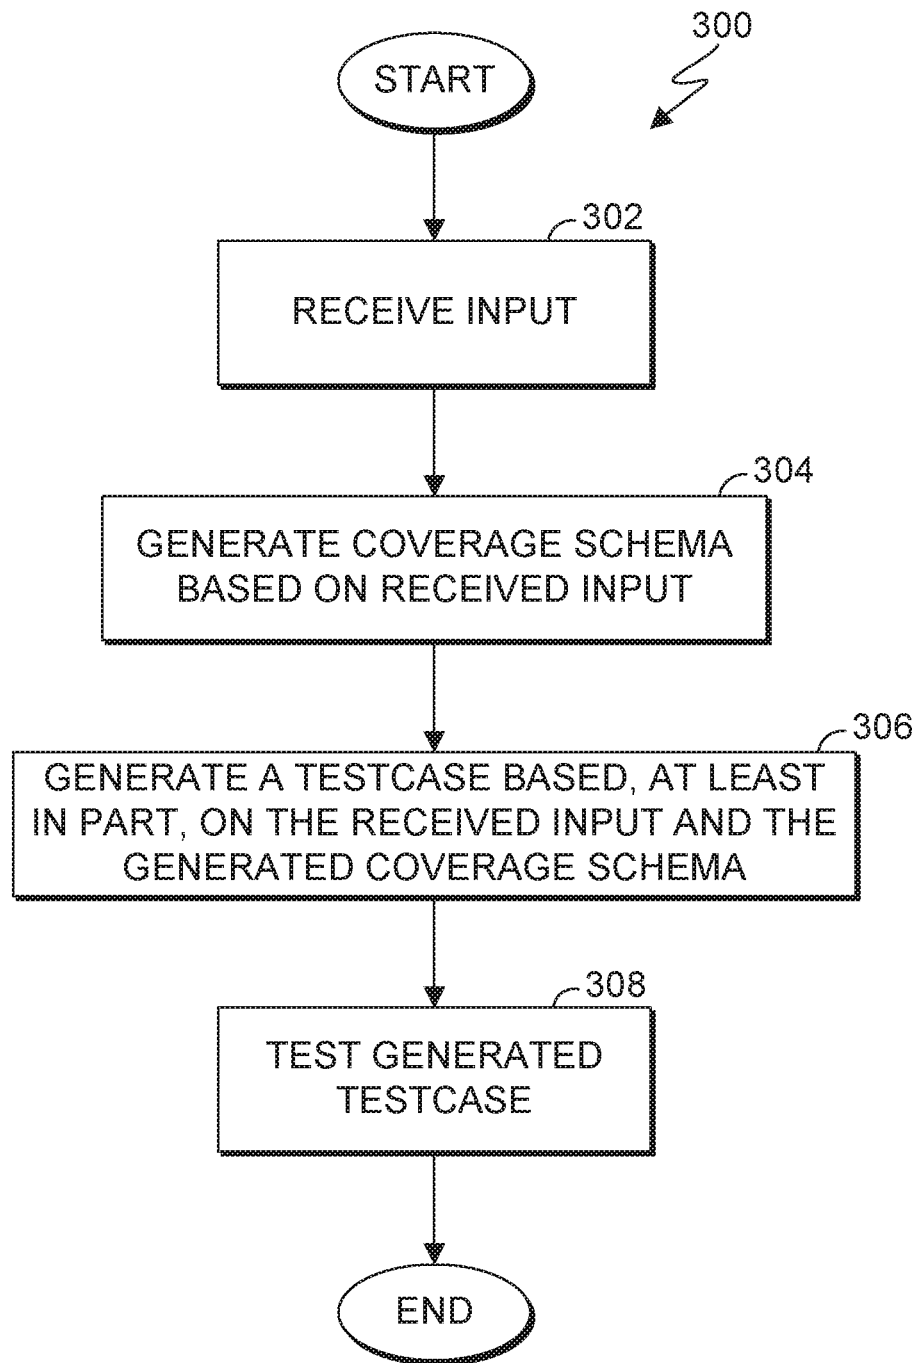 300
START
302
RECEIVE INPUT
304
GENERATE COVERAGE SCHEMA
BASED ON RECEIVED INPUT
306
GENERATE A TESTCASE BASED, AT LEAST
IN PART, ON THE RECEIVED INPUT AND THE
GENERATED COVERAGE SCHEMA
308
TEST GENERATED
TESTCASE
END